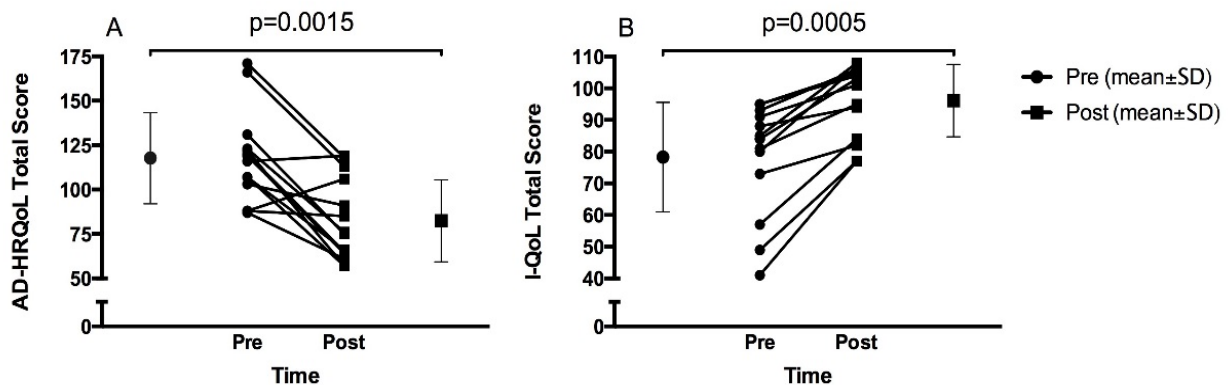 A
p=0.0015
AD-HRQoL Total Score
175
150
125
100
75
50
0
Pre
Post
Time
B
p=0.0005
I-QoL Total Score
110
100
90
80
70
60
50
40
0
Pre
Post
Time
Pre (mean±SD)
Post (mean±SD)